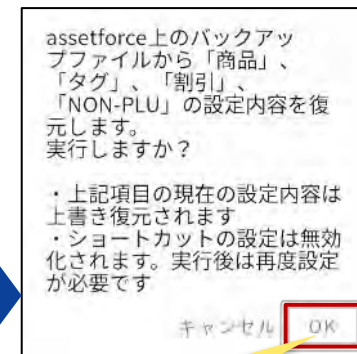 assetforce上のバックアッ
プファイルから「商品」、
「タグ」、「割引」、
「NON-PLU」の設定内容を復
元します。
実行しますか？
・上記項目の現在の設定内容は
上書き復元されます
・ショートカットの設定は無効
化されます。実行後は再度設定
が必要です
キャンセル OK